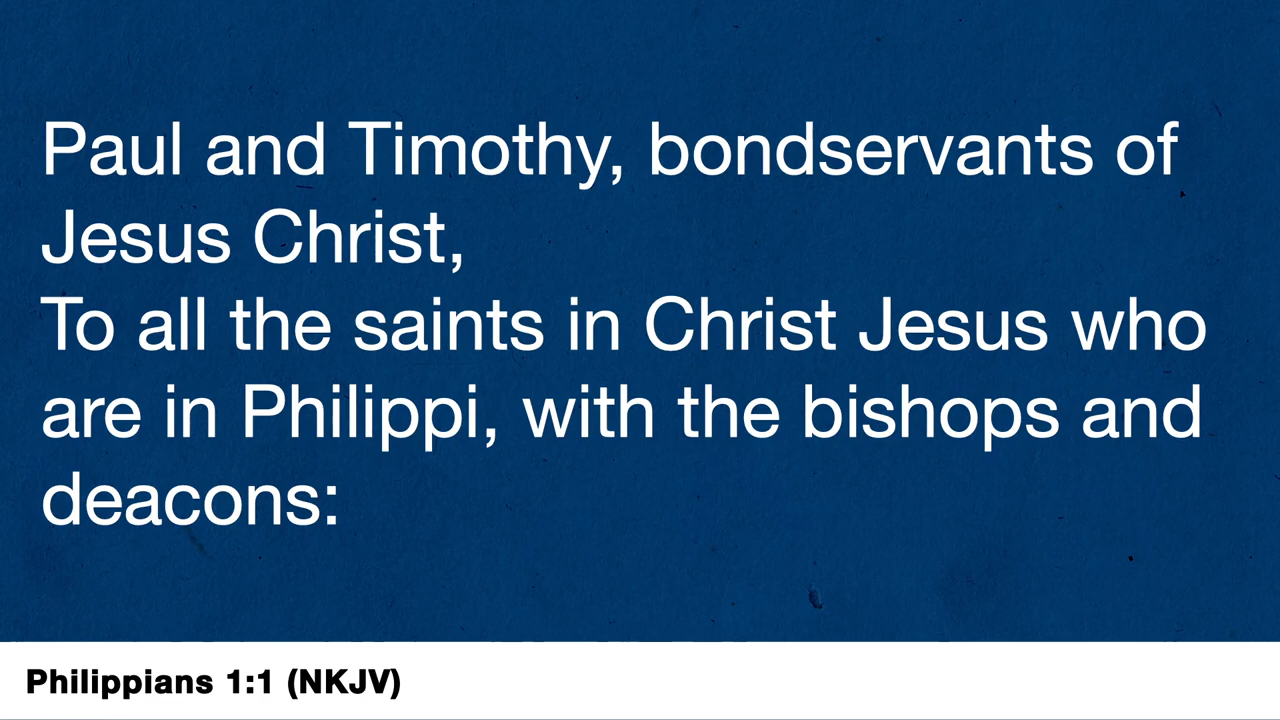 Paul and Timothy, bondservants of
Jesus Christ,
To all the saints in Christ Jesus who
are in Philippi, with the bishops and
deacons:
Philippians 1:1 (NKJV)